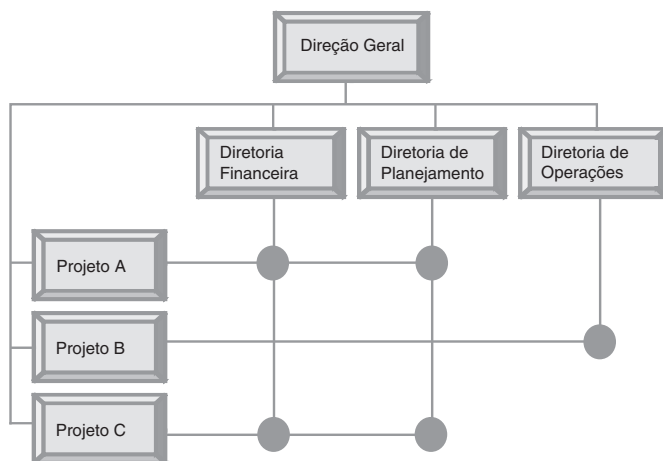 Direção Geral
Diretoria
Financeira
Diretoria de
Planejamento
Diretoria de
Operações
Projeto A
Projeto B
Projeto C